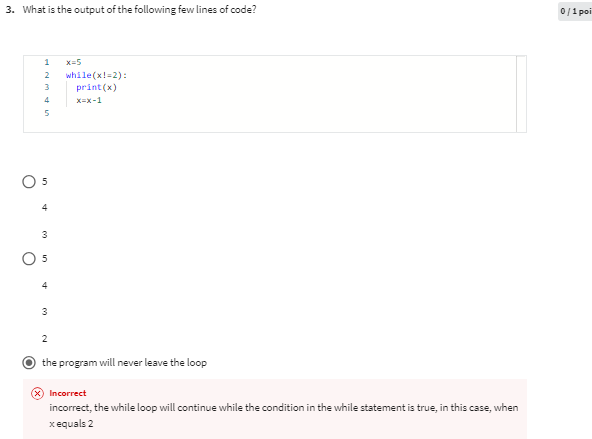 3. What is the output of the following few lines of code?
0 / 1 poi
1 x=5
2 while(x!=2):
3 print(x)
4 x=x-1
5
5
4
3
5
4
3
2
the program will never leave the loop
Incorrect
incorrect, the while loop will continue while the condition in the while statement is true, in this case, when
x equals 2